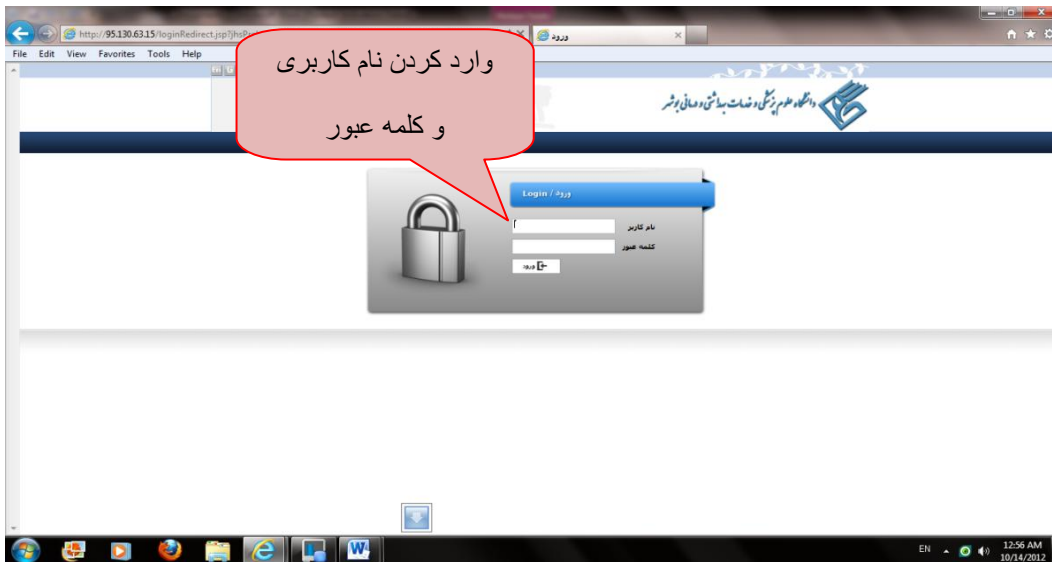 http://95.130.63.15/loginRedirect.jsp?jhs
ورود
File Edit View Favorites Tools Help
وارد کردن نام کاربری
و کلمه عبور
دانشگاه علوم پزشکی و خدمات بهداشتی و درمانی بوشهر
Login / ورود
نام کاربر
کلمه عبور
ورود
EN
12:56 AM
10/14/2012